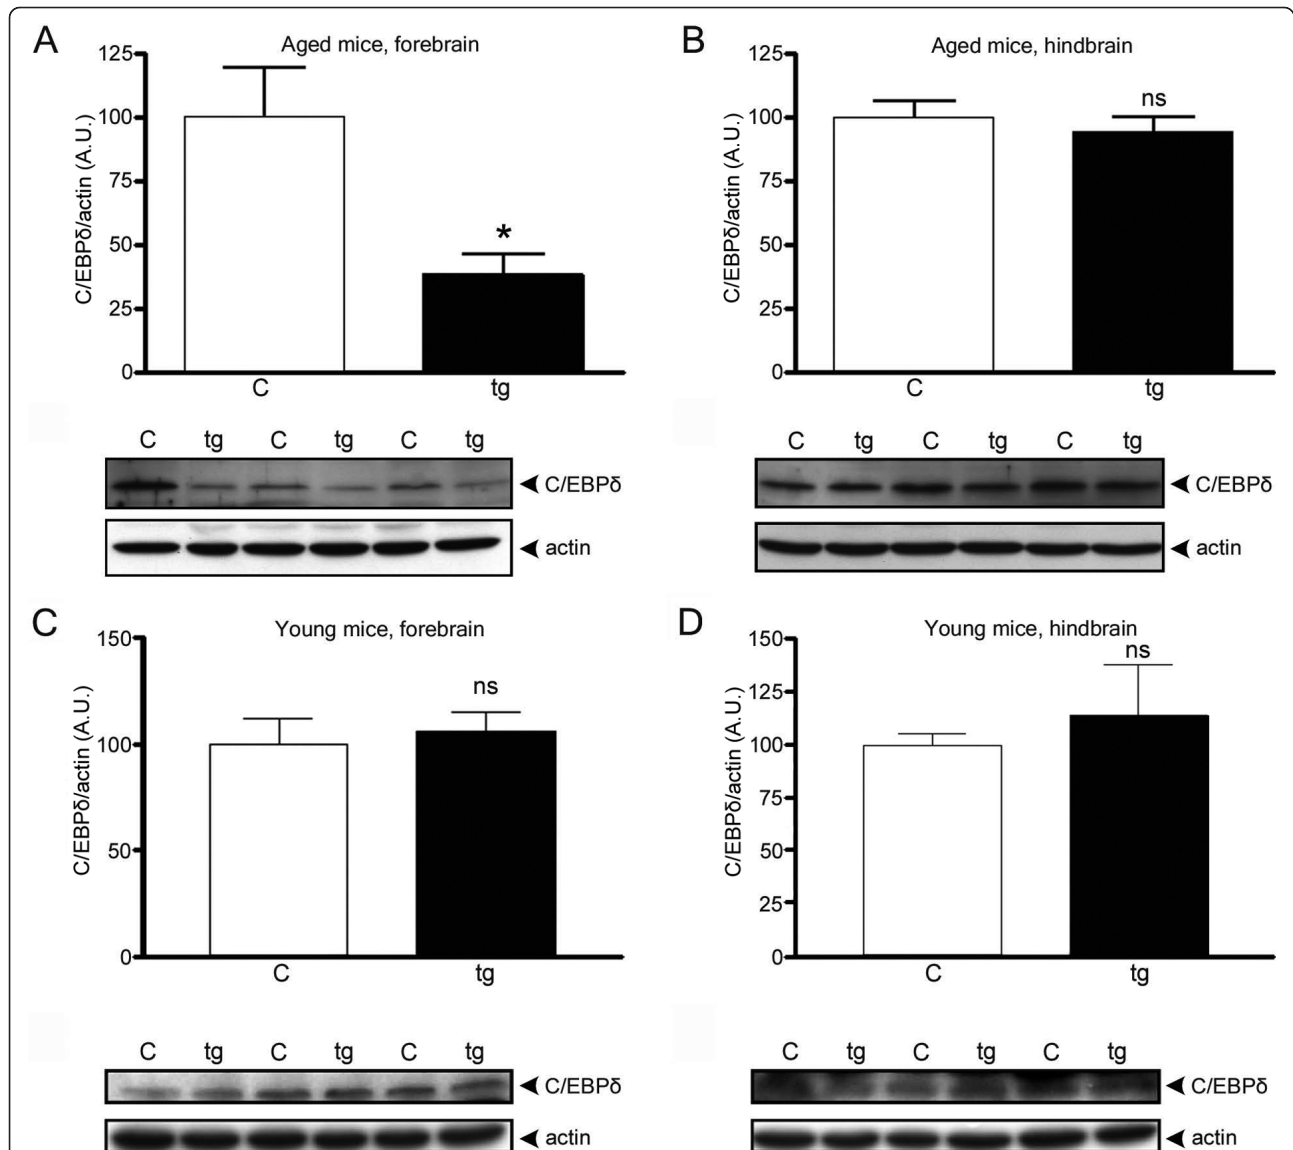 A
Aged mice, forebrain
C/EBPδ/actin (A.U.)
125
100
75
50
25
0
*
C tg
C tg C tg C tg
C/EBPδ
actin
B
Aged mice, hindbrain
C/EBPδ/actin (A.U.)
125
100
75
50
25
0
ns
C tg
C tg C tg C tg
C/EBPδ
actin
C
Young mice, forebrain
C/EBPδ/actin (A.U.)
150
100
50
0
ns
C tg
C tg C tg C tg
C/EBPδ
actin
D
Young mice, hindbrain
C/EBPδ/actin (A.U.)
150
125
100
75
50
25
0
ns
C tg
C tg C tg C tg
C/EBPδ
actin